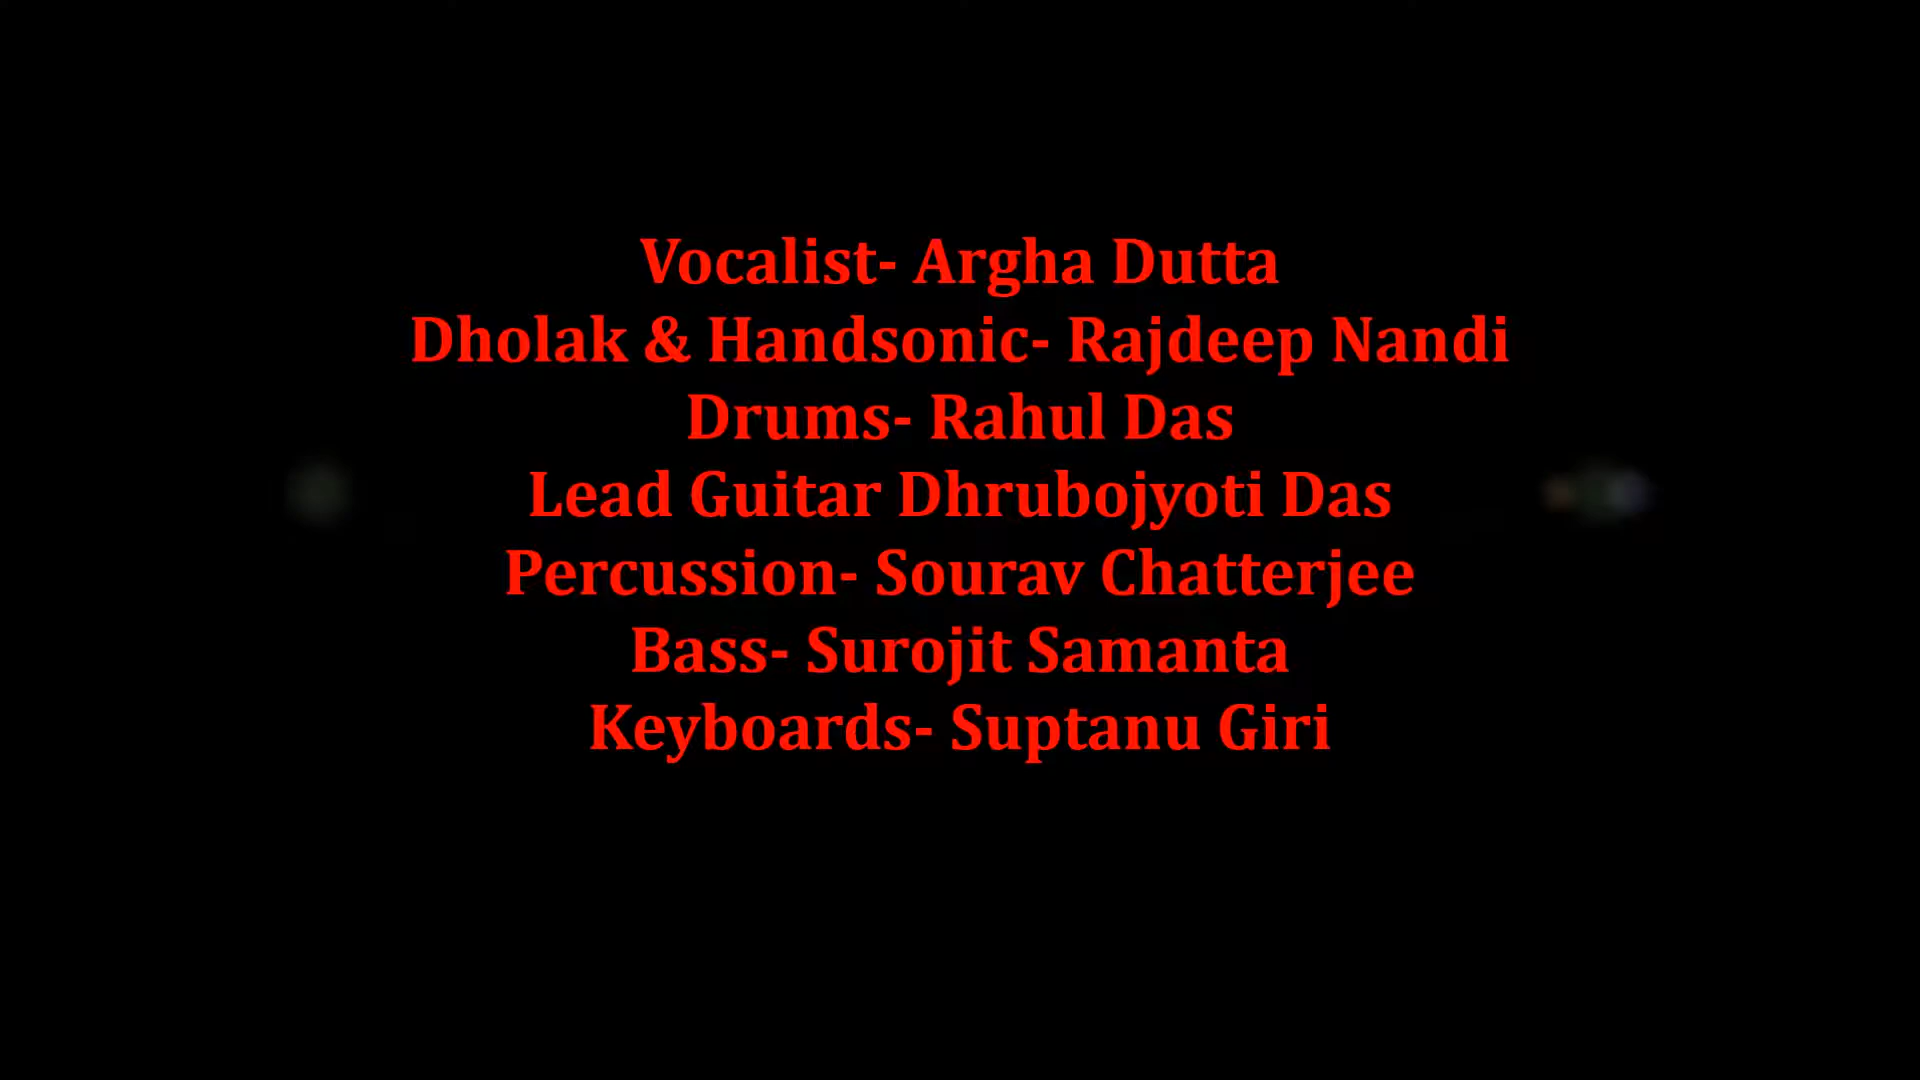 Vocalist- Argha Dutta
Dholak & Handsonic- Rajdeep Nandi
Drums- Rahul Das
Lead Guitar Dhrubojyoti Das
Percussion- Sourav Chatterjee
Bass- Surojit Samanta
Keyboards- Suptanu Giri